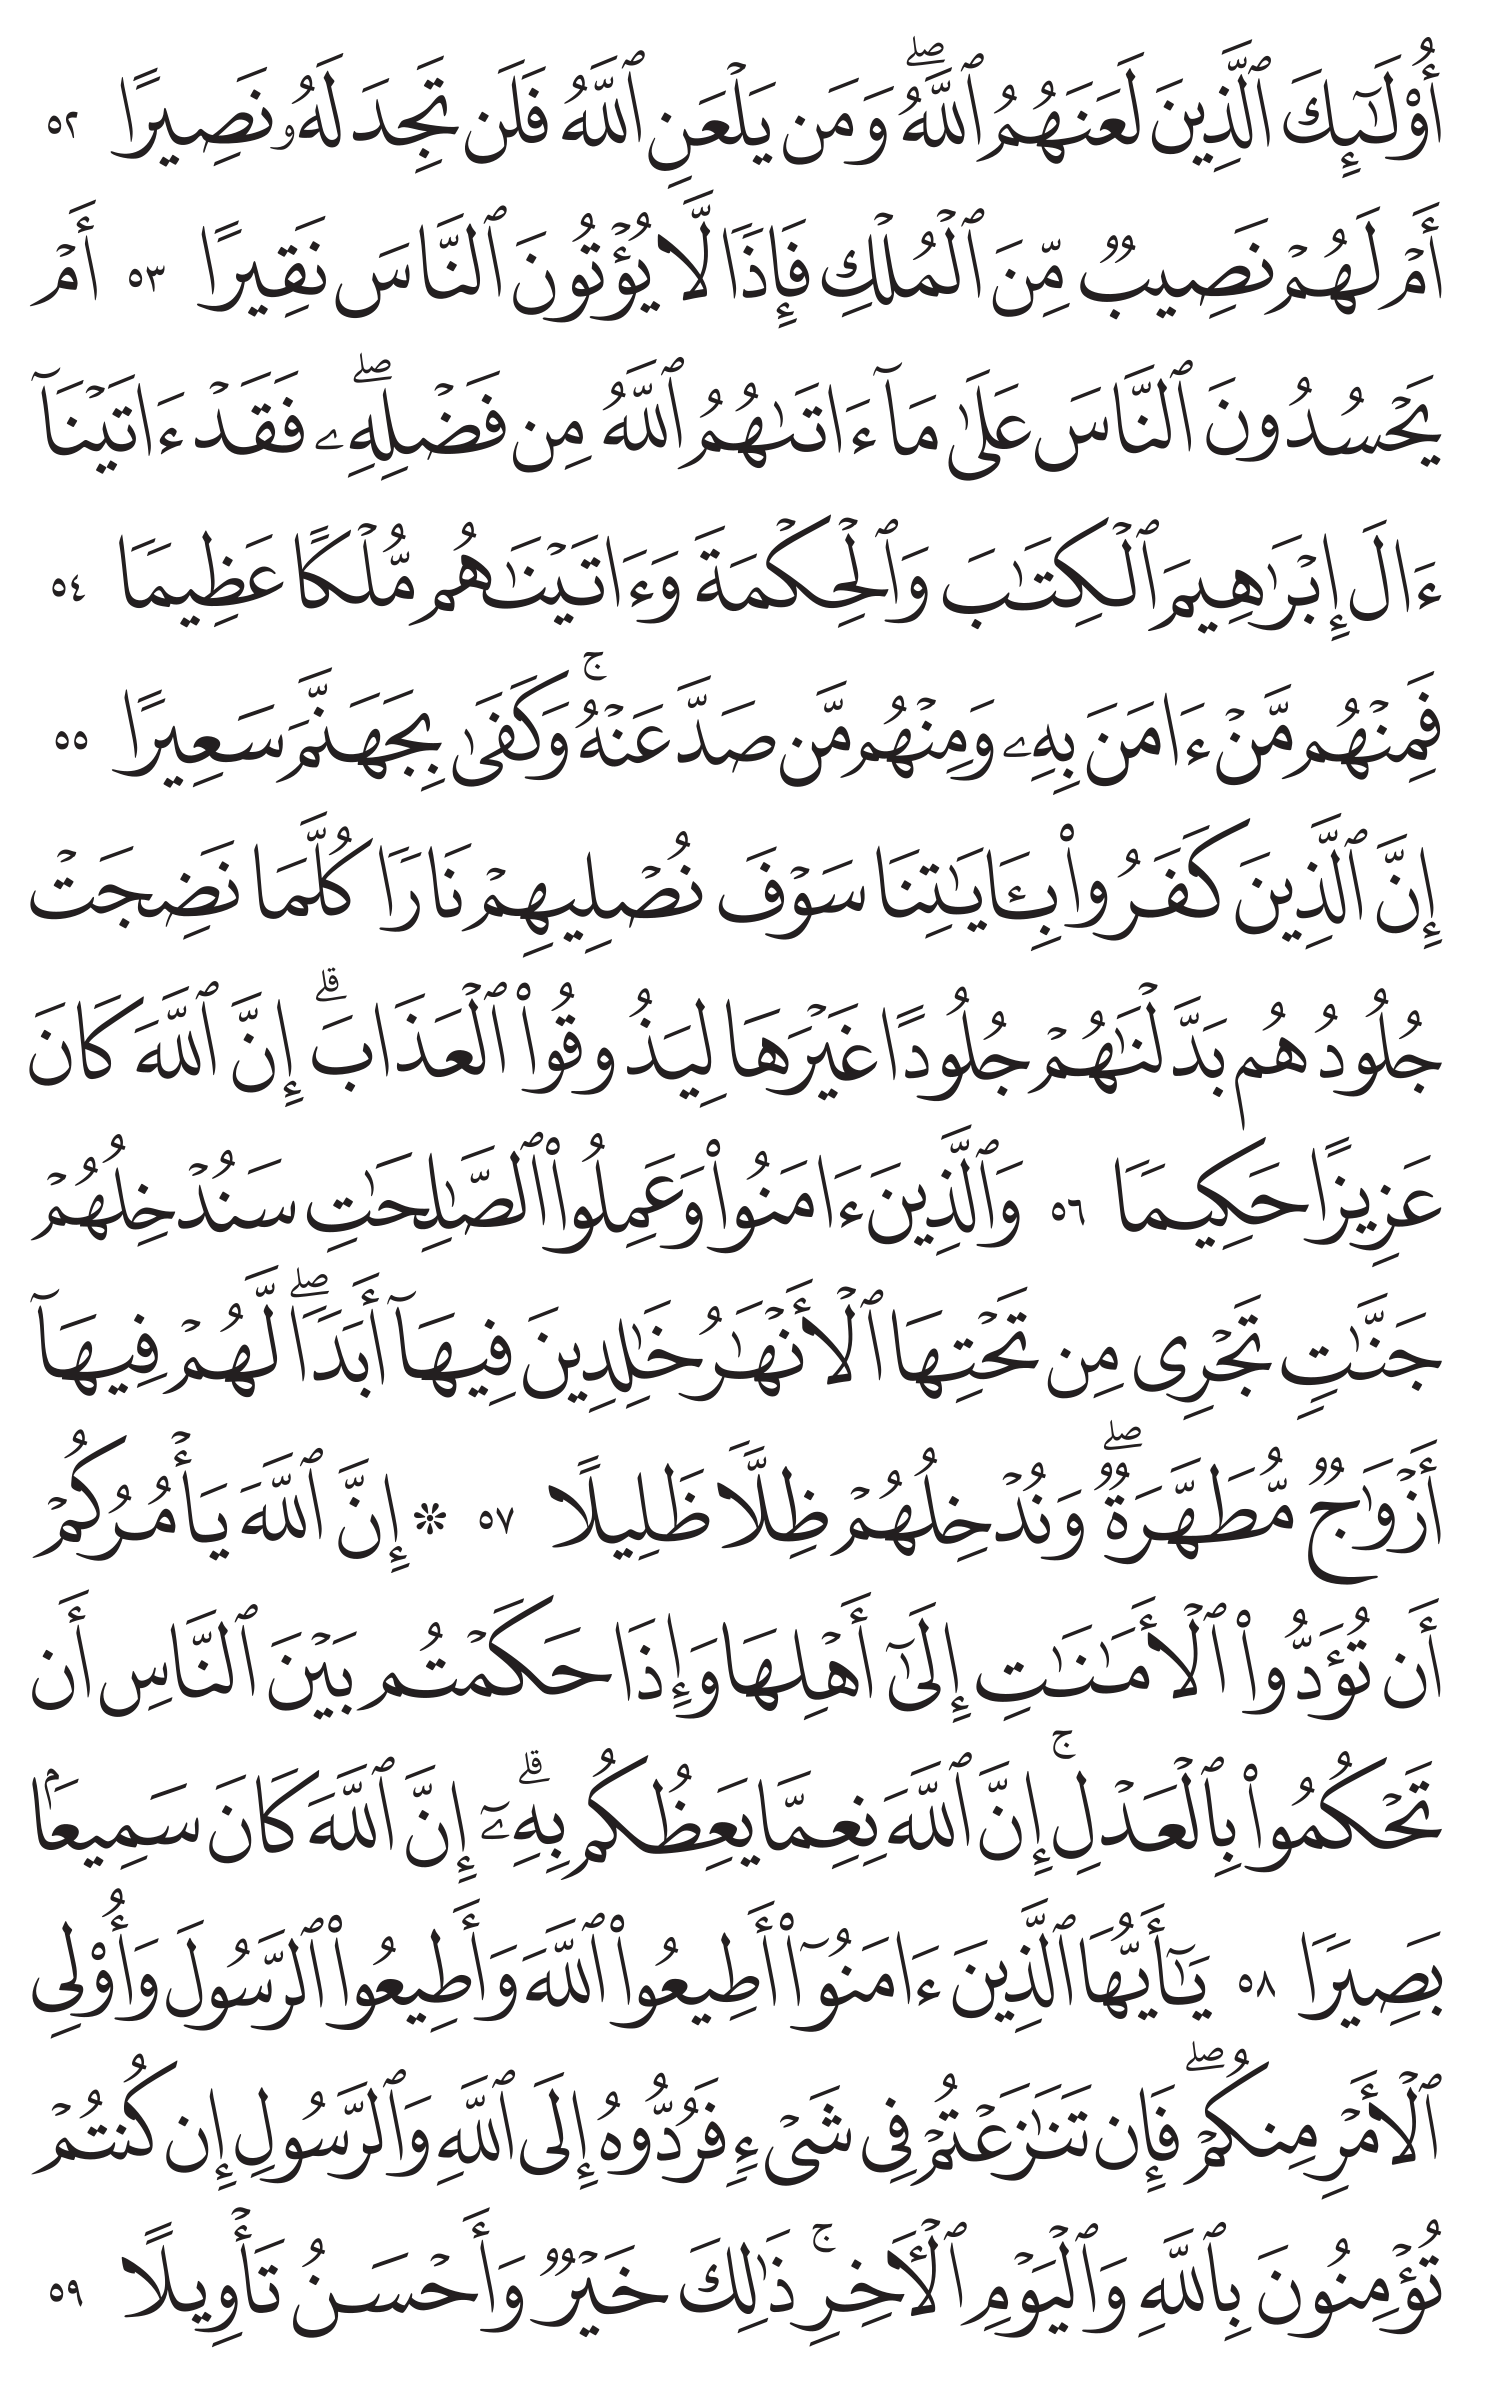 أُوْلَـٰٓئِكَ ٱلَّذِينَ لَعَنَهُمُ ٱللَّهُۖ وَمَن يَلْعَنِ ٱللَّهُ فَلَن تَجِدَ لَهُۥ نَصِيرًا ٥٢
أَمْ لَهُمْ نَصِيبٌ مِّنَ ٱلْمُلْكِ فَإِذًا لَّا يُؤْتُونَ ٱلنَّاسَ نَقِيرًا ٥٣ أَمْ
يَحْسُدُونَ ٱلنَّاسَ عَلَىٰ مَآ ءَاتَىٰهُمُ ٱللَّهُ مِن فَضْلِهِۦۖ فَقَدْ ءَاتَيْنَآ
ءَالَ إِبْرَٰهِيمَ ٱلْكِتَـٰبَ وَٱلْحِكْمَةَ وَءَاتَيْنَـٰهُم مُّلْكًا عَظِيمًا ٥٤
فَمِنْهُم مَّنْ ءَامَنَ بِهِۦ وَمِنْهُم مَّن صَدَّ عَنْهُۚ وَكَفَىٰ بِجَهَنَّمَ سَعِيرًا ٥٥
إِنَّ ٱلَّذِينَ كَفَرُوا۟ بِـَٔايَـٰتِنَا سَوْفَ نُصْلِيهِمْ نَارًا كُلَّمَا نَضِجَتْ
جُلُودُهُم بَدَّلْنَـٰهُمْ جُلُودًا غَيْرَهَا لِيَذُوقُوا۟ ٱلْعَذَابَۗ إِنَّ ٱللَّهَ كَانَ
عَزِيزًا حَكِيمًا ٥٦ وَٱلَّذِينَ ءَامَنُوا۟ وَعَمِلُوا۟ ٱلصَّـٰلِحَـٰتِ سَنُدْخِلُهُمْ
جَنَّـٰتٍ تَجْرِى مِن تَحْتِهَا ٱلْأَنْهَـٰرُ خَـٰلِدِينَ فِيهَآ أَبَدًاۖ لَّهُمْ فِيهَآ
أَزْوَٰجٌ مُّطَهَّرَةٌۖ وَنُدْخِلُهُمْ ظِلًّا ظَلِيلًا ٥٧ ۞ إِنَّ ٱللَّهَ يَأْمُرُكُمْ
أَن تُؤَدُّوا۟ ٱلْأَمَـٰنَـٰتِ إِلَىٰٓ أَهْلِهَا وَإِذَا حَكَمْتُم بَيْنَ ٱلنَّاسِ أَن
تَحْكُمُوا۟ بِٱلْعَدْلِۚ إِنَّ ٱللَّهَ نِعِمَّا يَعِظُكُم بِهِۦٓۗ إِنَّ ٱللَّهَ كَانَ سَمِيعًۢا
بَصِيرًا ٥٨ يَـٰٓأَيُّهَا ٱلَّذِينَ ءَامَنُوٓا۟ أَطِيعُوا۟ ٱللَّهَ وَأَطِيعُوا۟ ٱلرَّسُولَ وَأُوْلِى
ٱلْأَمْرِ مِنكُمْۖ فَإِن تَنَـٰزَعْتُمْ فِى شَىْءٍ فَرُدُّوهُ إِلَى ٱللَّهِ وَٱلرَّسُولِ إِن كُنتُمْ
تُؤْمِنُونَ بِٱللَّهِ وَٱلْيَوْمِ ٱلْـَٔاخِرِۚ ذَٰلِكَ خَيْرٌ وَأَحْسَنُ تَأْوِيلًا ٥٩